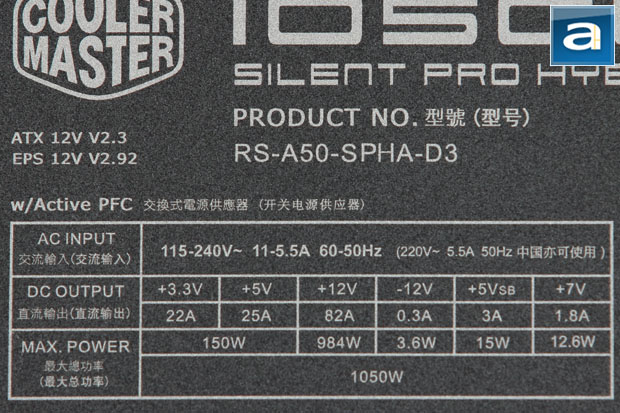 COOLER
MASTER
SILENT PRO
PRODUCT NO. 型號 (型号)
ATX 12V V2.3
EPS 12V V2.92
RS-A50-SPHA-D3
w/Active PFC 交換式電源供應器 (开关电源供应器)
AC INPUT
交流輸入(交流输入)
115-240V~ 11-5.5A 60-50Hz (220V~ 5.5A 50Hz 中国亦可使用)
DC OUTPUT +3.3V +5V +12V -12V +5VSB +7V
直流輸出(直流输出) 22A 25A 82A 0.3A 3A 1.8A
MAX. POWER 150W 984W 3.6W 15W 12.6W
最大總功率
(最大总功率)
1050W